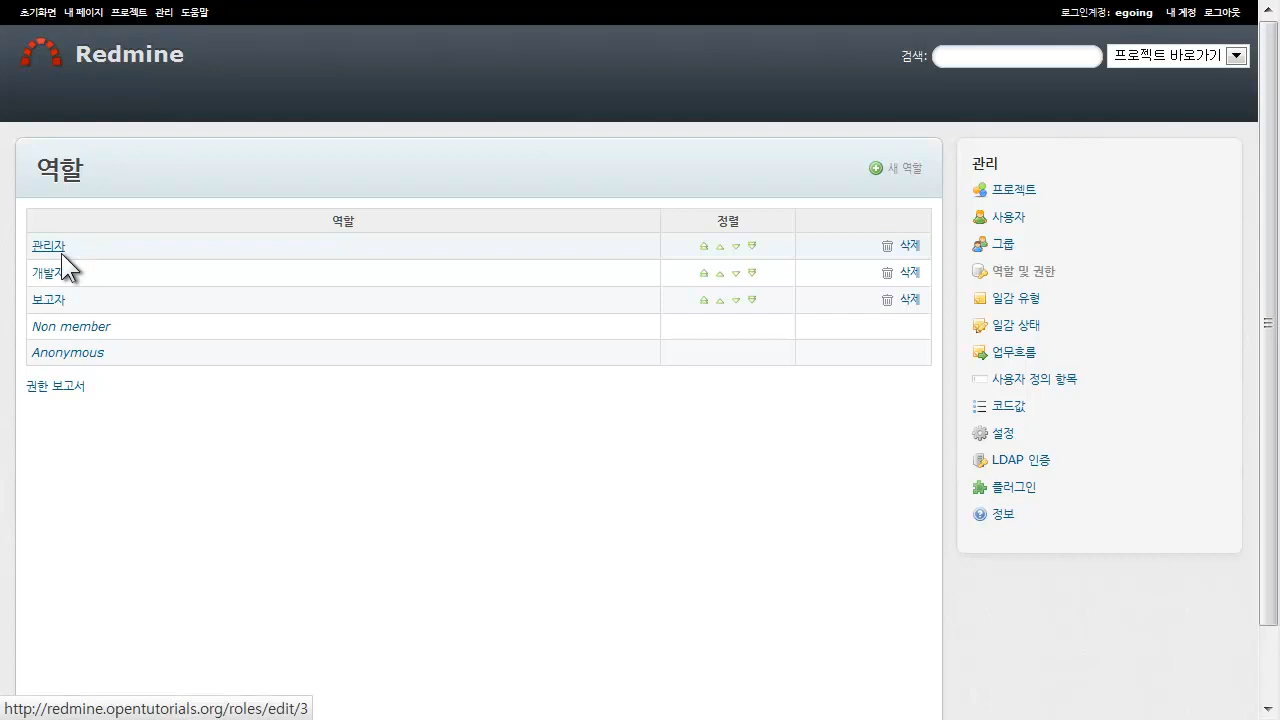 초기화면 내 페이지 프로젝트 관리 도움말
로그인계정: egoing 내 계정 로그아웃
Redmine
검색:
프로젝트 바로가기
역할
새 역할
역할 정렬
관리자 삭제
개발자 삭제
보고자 삭제
Non member
Anonymous
권한 보고서
관리
프로젝트
사용자
그룹
역할 및 권한
일감 유형
일감 상태
업무흐름
사용자 정의 항목
코드값
설정
LDAP 인증
플러그인
정보
http://redmine.opentutorials.org/roles/edit/3